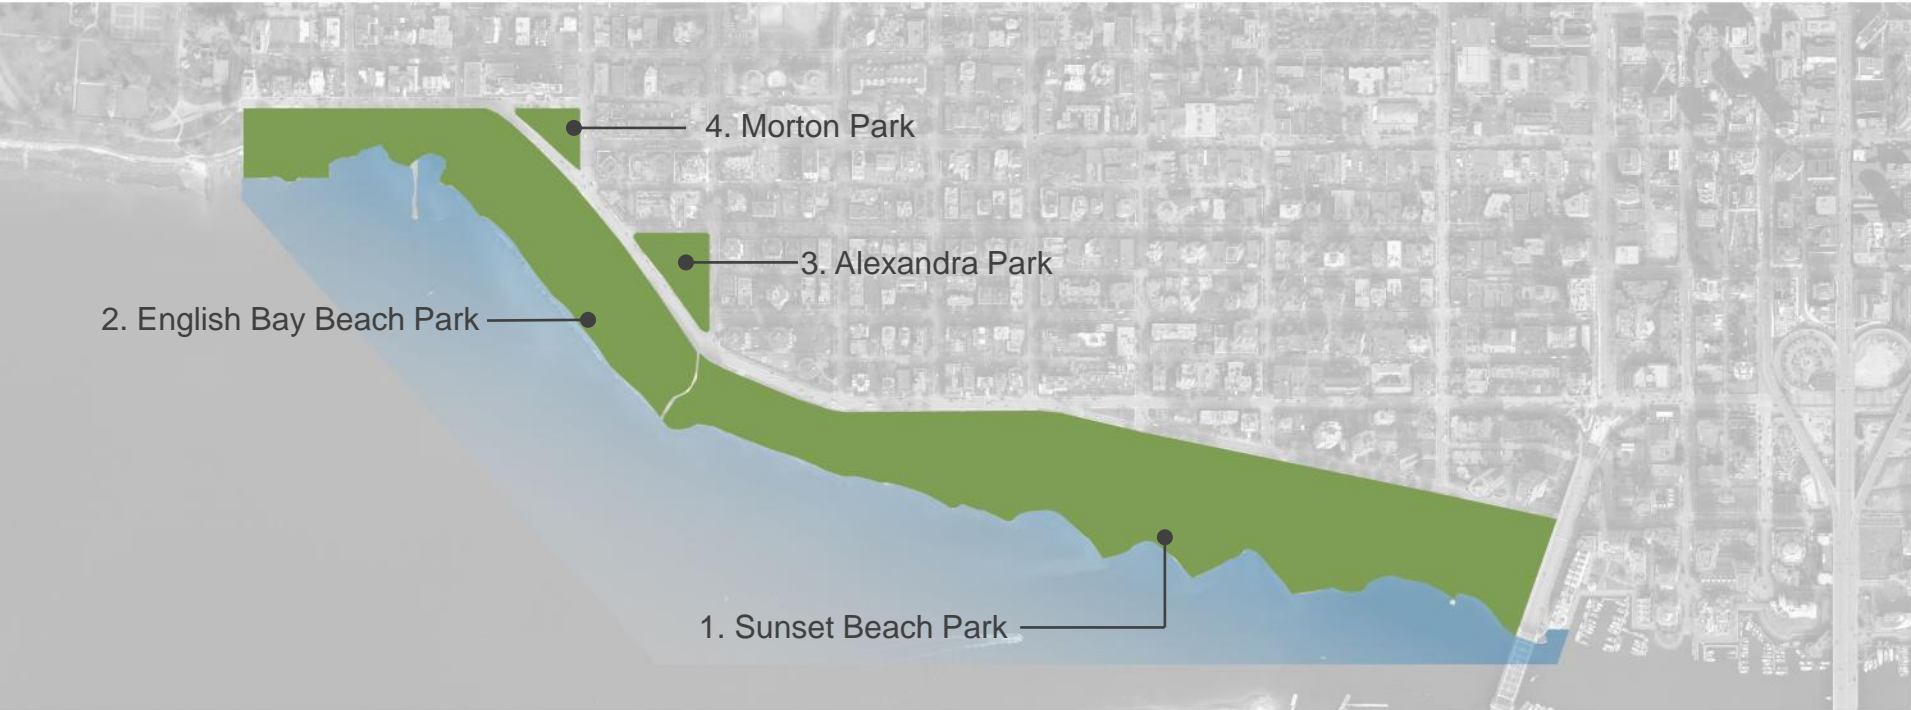 4. Morton Park
3. Alexandra Park
2. English Bay Beach Park
1. Sunset Beach Park